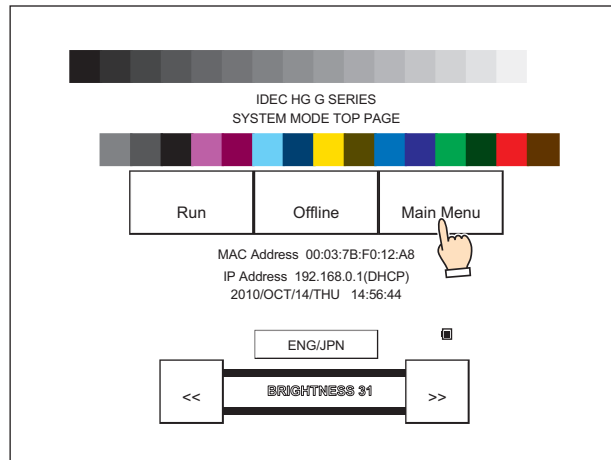 IDEC HG G SERIES
SYSTEM MODE TOP PAGE
Run Offline Main Menu
MAC Address 00:03:7B:F0:12:A8
IP Address 192.168.0.1(DHCP)
2010/OCT/14/THU 14:56:44
ENG/JPN
<< BRIGHTNESS 31 >>